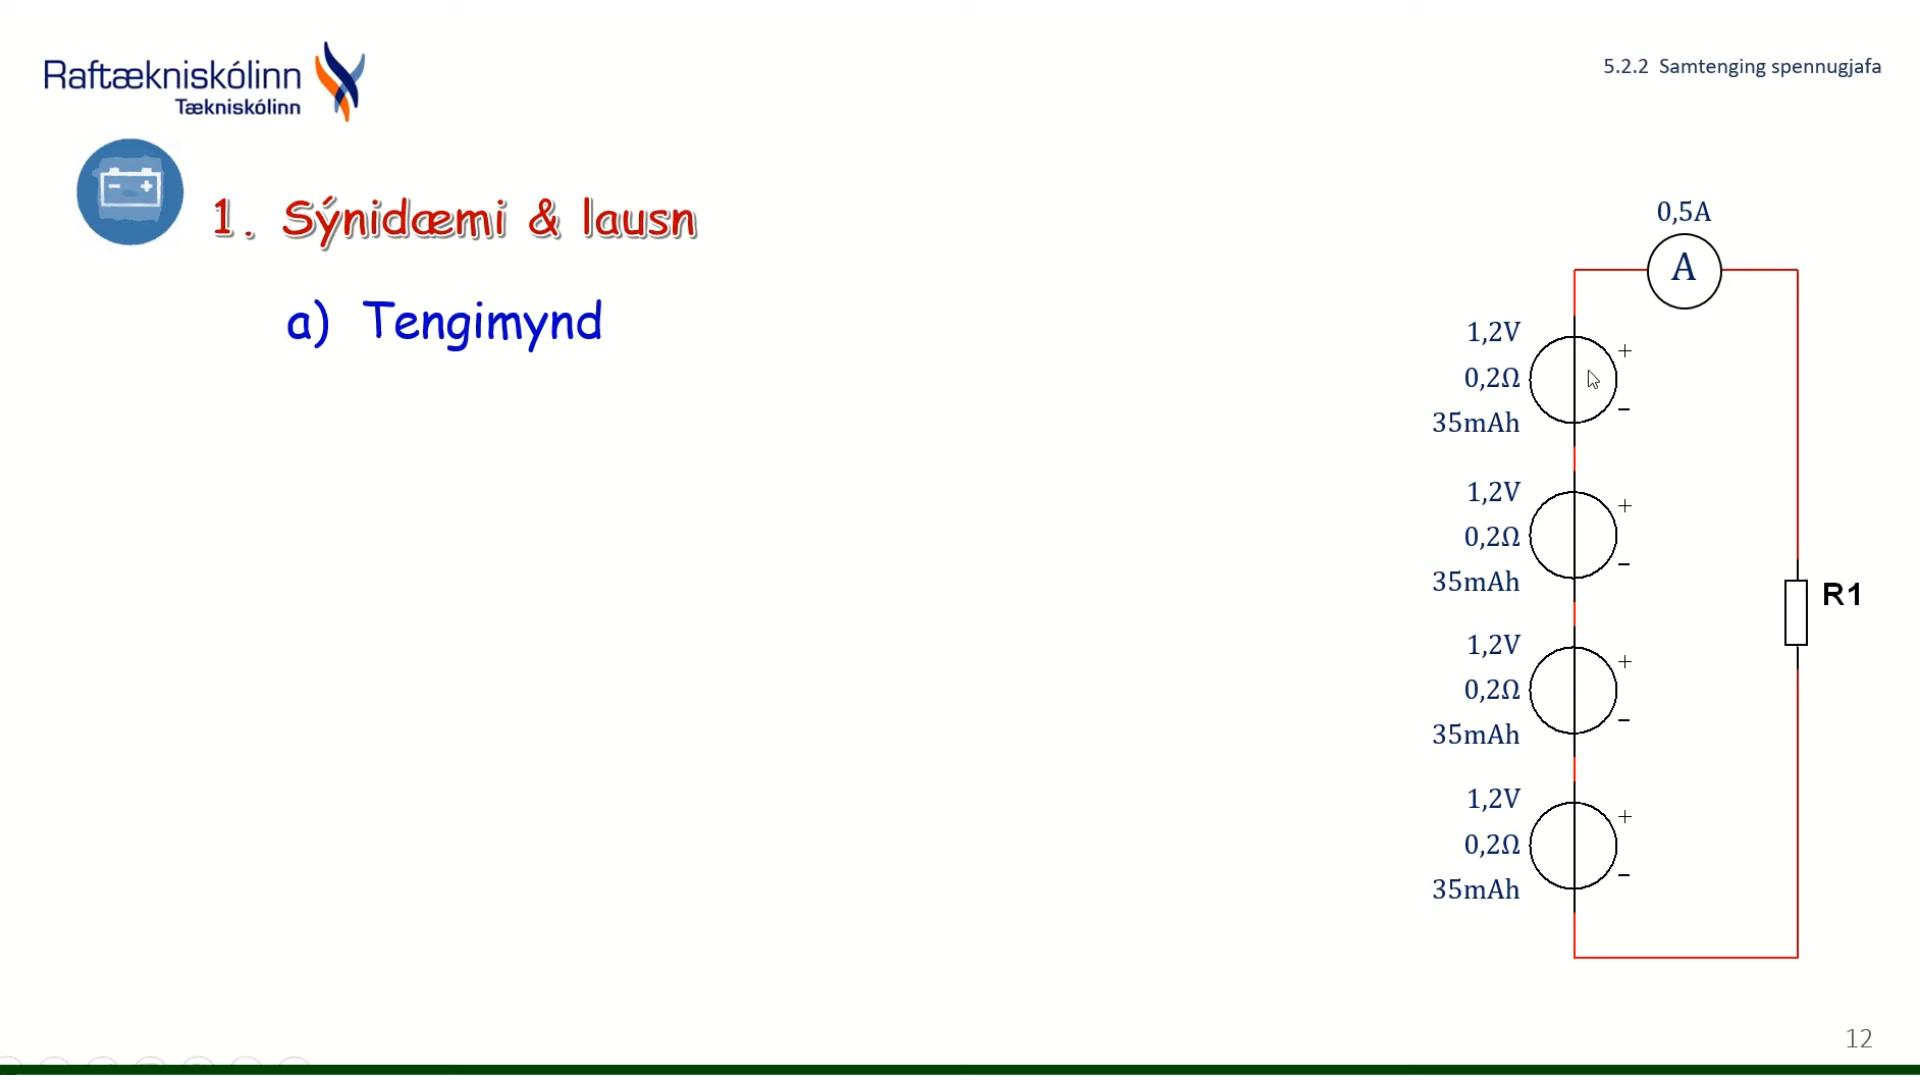 Raftækniskólinn
Tækniskólinn
5.2.2 Samtenging spennugjafa
1. Sýnidæmi & lausn
a) Tengimynd
0,5A
A
1,2V
0,2Ω
35mAh
+
-
1,2V
0,2Ω
35mAh
+
-
R1
1,2V
0,2Ω
35mAh
+
-
1,2V
0,2Ω
35mAh
+
-
12